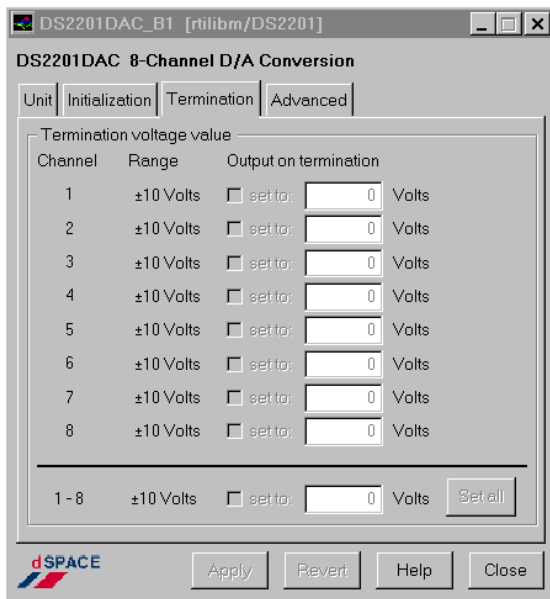 DS2201DAC_B1 [rtilibm/DS2201]
DS2201DAC 8-Channel D/A Conversion
Unit Initialization Termination Advanced
Termination voltage value
Channel Range Output on termination
1 ±10 Volts set to: 0 Volts
2 ±10 Volts set to: 0 Volts
3 ±10 Volts set to: 0 Volts
4 ±10 Volts set to: 0 Volts
5 ±10 Volts set to: 0 Volts
6 ±10 Volts set to: 0 Volts
7 ±10 Volts set to: 0 Volts
8 ±10 Volts set to: 0 Volts
1 - 8 ±10 Volts set to: 0 Volts Set all
dSPACE Apply Revert Help Close